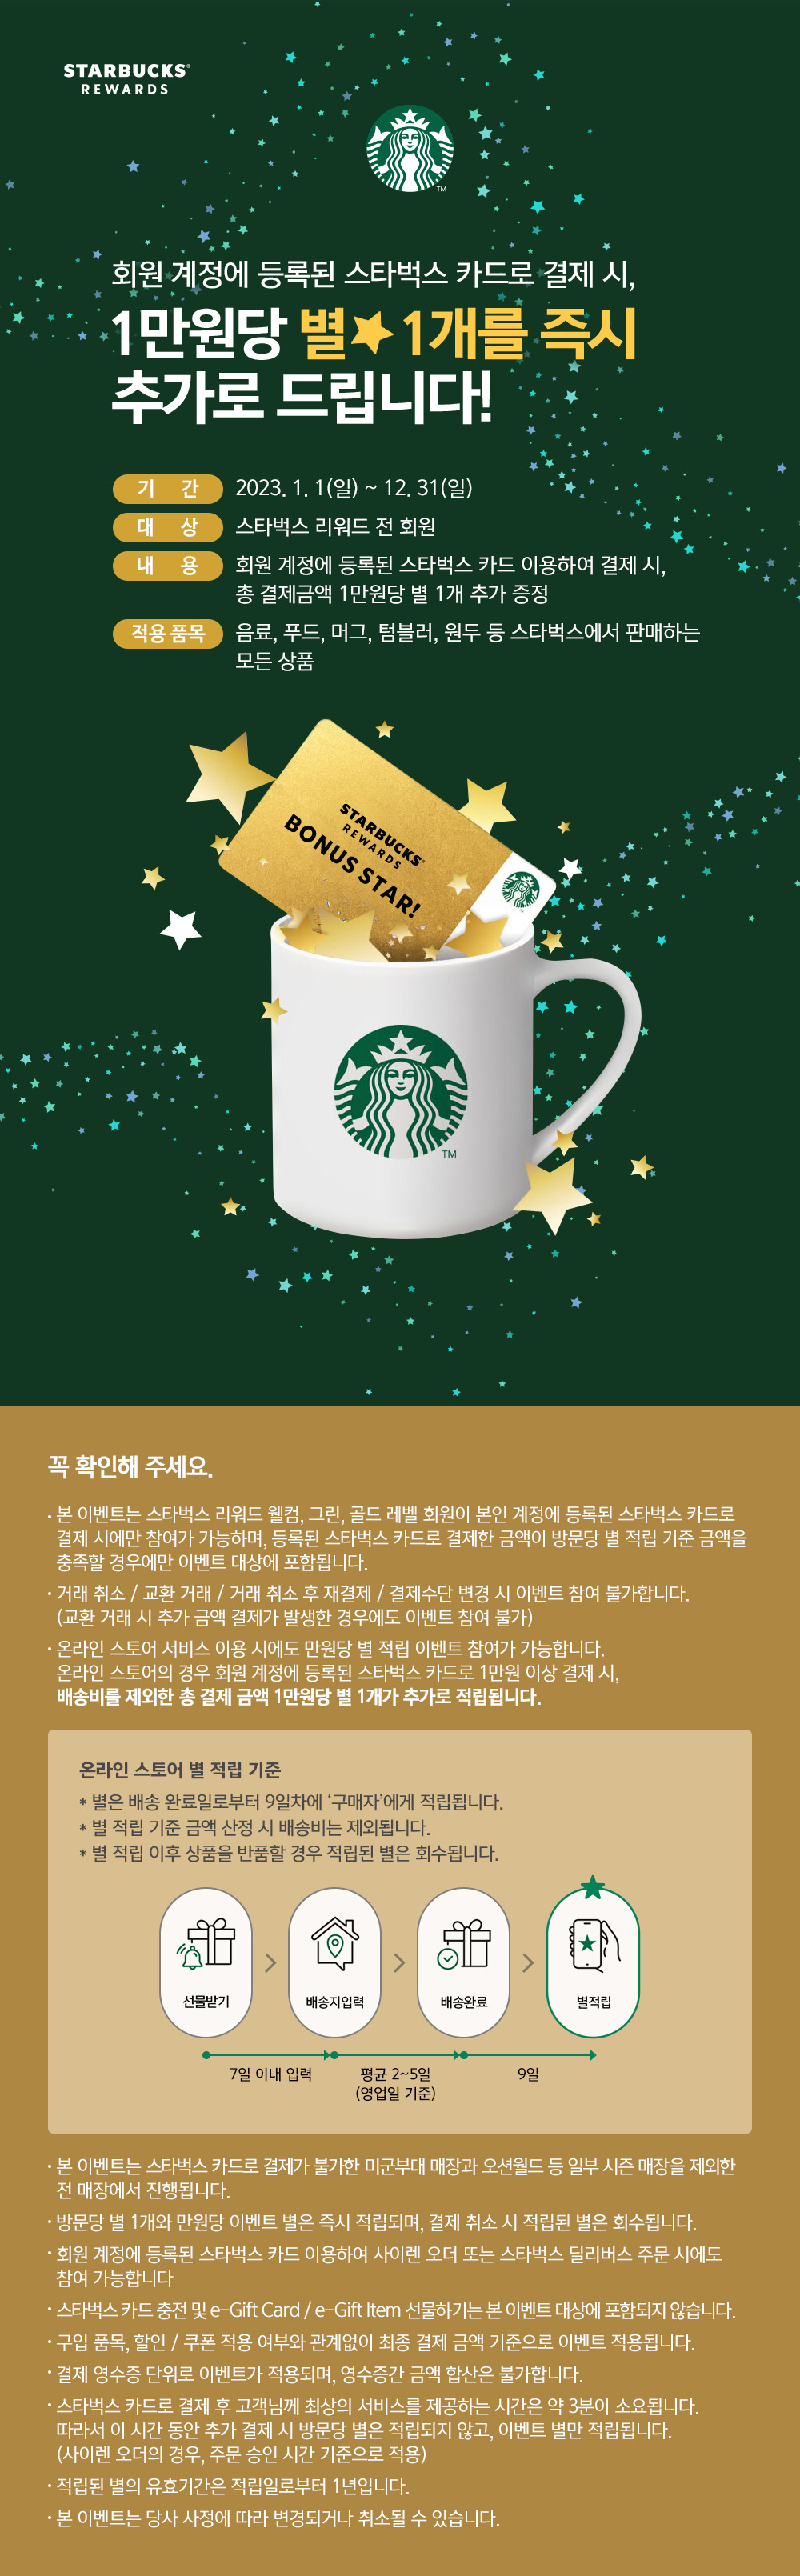 STARBUCKS®
REWARDS
TM
회원 계정에 등록된 스타벅스 카드로 결제 시,
1만원당 별★1개를 즉시
추가로 드립니다!
기 간 2023. 1. 1(일) ~ 12. 31(일)
대 상 스타벅스 리워드 전 회원
내 용 회원 계정에 등록된 스타벅스 카드 이용하여 결제 시,
총 결제금액 1만원당 별 1개 추가 증정
적용 품목 음료, 푸드, 머그, 텀블러, 원두 등 스타벅스에서 판매하는
모든 상품
STARBUCKS®
REWARDS
BONUS STAR!
TM
꼭 확인해 주세요.
· 본 이벤트는 스타벅스 리워드 웰컴, 그린, 골드 레벨 회원이 본인 계정에 등록된 스타벅스 카드로
결제 시에만 참여가 가능하며, 등록된 스타벅스 카드로 결제한 금액이 방문당 별 적립 기준 금액을
충족할 경우에만 이벤트 대상에 포함됩니다.
· 거래 취소 / 교환 거래 / 거래 취소 후 재결제 / 결제수단 변경 시 이벤트 참여 불가합니다.
(교환 거래 시 추가 금액 결제가 발생한 경우에도 이벤트 참여 불가)
· 온라인 스토어 서비스 이용 시에도 만원당 별 적립 이벤트 참여가 가능합니다.
온라인 스토어의 경우 회원 계정에 등록된 스타벅스 카드로 1만원 이상 결제 시,
배송비를 제외한 총 결제 금액 1만원당 별 1개가 추가로 적립됩니다.
온라인 스토어 별 적립 기준
* 별은 배송 완료일로부터 9일차에 ‘구매자’에게 적립됩니다.
* 별 적립 기준 금액 산정 시 배송비는 제외됩니다.
* 별 적립 이후 상품을 반품할 경우 적립된 별은 회수됩니다.
선물받기 > 배송지입력 > 배송완료 > 별적립
7일 이내 입력 평균 2~5일 9일
(영업일 기준)
· 본 이벤트는 스타벅스 카드로 결제가 불가한 미군부대 매장과 오션월드 등 일부 시즌 매장을 제외한
전 매장에서 진행됩니다.
· 방문당 별 1개와 만원당 이벤트 별은 즉시 적립되며, 결제 취소 시 적립된 별은 회수됩니다.
· 회원 계정에 등록된 스타벅스 카드 이용하여 사이렌 오더 또는 스타벅스 딜리버스 주문 시에도
참여 가능합니다
· 스타벅스 카드 충전 및 e-Gift Card / e-Gift Item 선물하기는 본 이벤트 대상에 포함되지 않습니다.
· 구입 품목, 할인 / 쿠폰 적용 여부와 관계없이 최종 결제 금액 기준으로 이벤트 적용됩니다.
· 결제 영수증 단위로 이벤트가 적용되며, 영수증간 금액 합산은 불가합니다.
· 스타벅스 카드로 결제 후 고객님께 최상의 서비스를 제공하는 시간은 약 3분이 소요됩니다.
따라서 이 시간 동안 추가 결제 시 방문당 별은 적립되지 않고, 이벤트 별만 적립됩니다.
(사이렌 오더의 경우, 주문 승인 시간 기준으로 적용)
· 적립된 별의 유효기간은 적립일로부터 1년입니다.
· 본 이벤트는 당사 사정에 따라 변경되거나 취소될 수 있습니다.